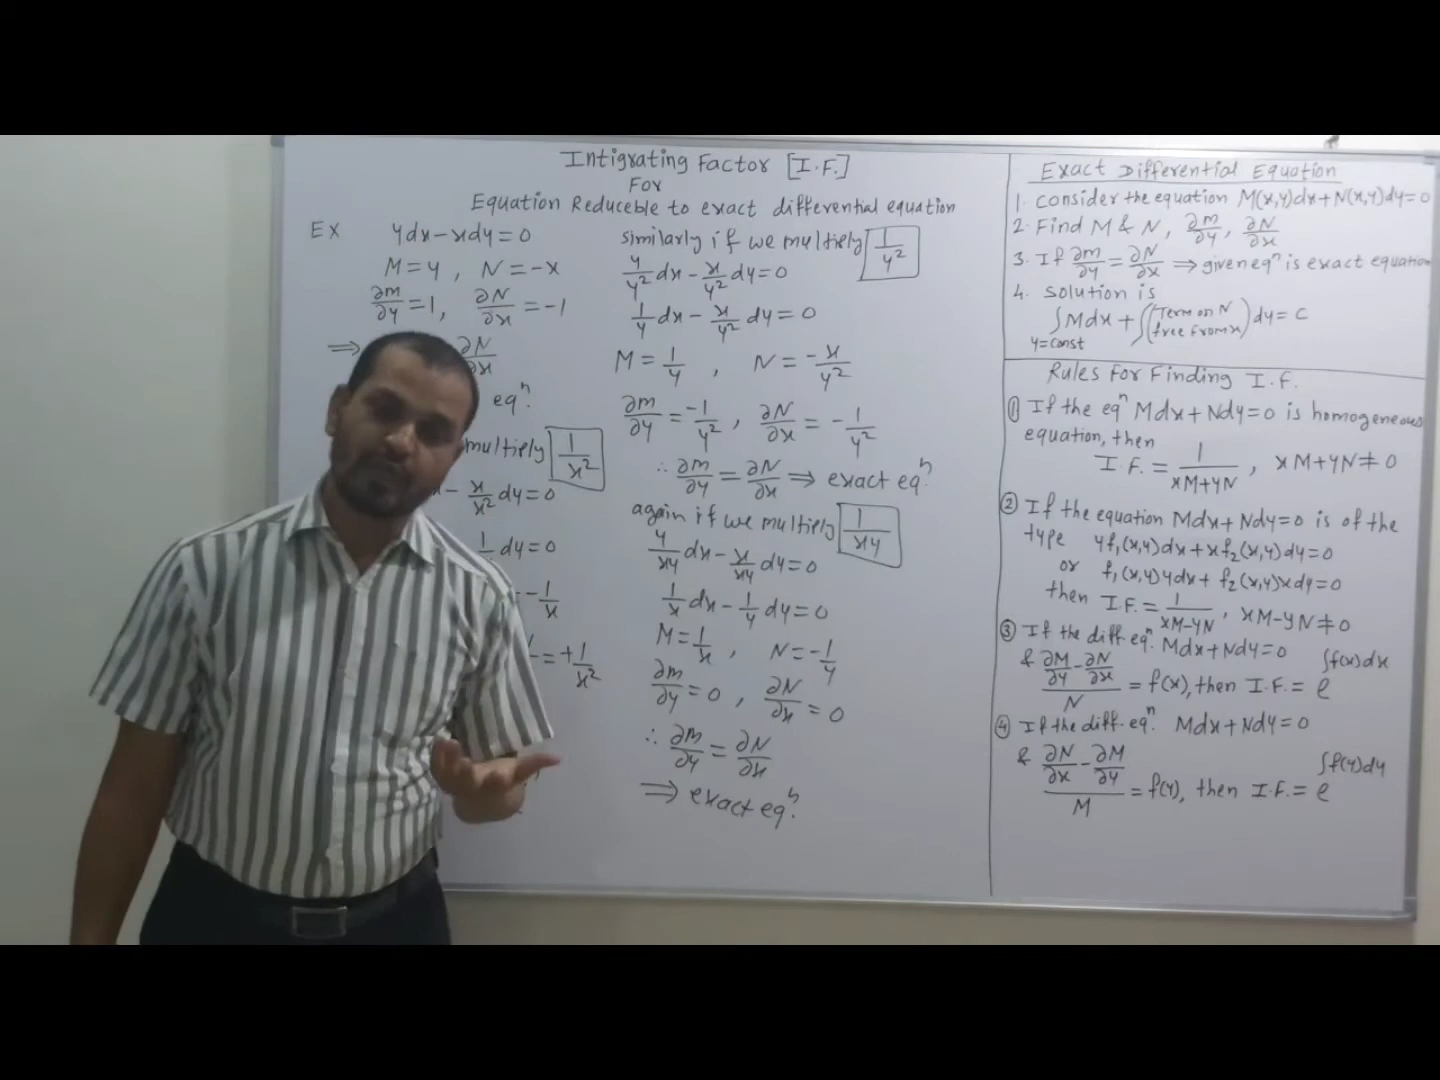 Intigrating Factor [I.F.]
For
Equation Reduceble to exact differential equation
Ex ydx - xdy = 0
M = y , N = -x
∂m/∂y = 1, ∂N/∂x = -1
⇒ ∂N/∂x
eqⁿ.
multiply 1/x²
- x/x² dy = 0
1/x dy = 0
= -1/x
= +1/x²
similarly if we multiply 1/y²
y/y² dx - x/y² dy = 0
1/y dx - x/y² dy = 0
M = 1/y , N = -x/y²
∂m/∂y = -1/y² , ∂N/∂x = -1/y²
∴ ∂m/∂y = ∂N/∂x ⇒ exact eqⁿ.
again if we multiply 1/xy
y/xy dx - x/xy dy = 0
1/x dx - 1/y dy = 0
M = 1/x , N = -1/y
∂m/∂y = 0 , ∂N/∂x = 0
∴ ∂m/∂y = ∂N/∂x
⇒ exact eqⁿ.
Exact Differential Equation
1. Consider the equation M(x,y)dx + N(x,y)dy = 0
2. Find M & N, ∂m/∂y, ∂N/∂x
3. If ∂m/∂y = ∂N/∂x ⇒ given eqⁿ is exact equation
4. Solution is
∫Mdx + ∫(Term on N free from x) dy = C
y = const
Rules For Finding I.F.
① If the eqⁿ Mdx + Ndy = 0 is homogeneous
equation, then
I.F. = 1/xM+yN , xM+yN ≠ 0
② If the equation Mdx + Ndy = 0 is of the
type yf₁(x,y)dx + xf₂(x,y)dy = 0
or f₁(x,y)ydx + f₂(x,y)xdy = 0
then I.F. = 1/xM-yN , xM-yN ≠ 0
③ If the diff. eqⁿ. Mdx + Ndy = 0
& (∂M/∂y - ∂N/∂x)/N = f(x), then I.F. = e^∫f(x)dx
④ If the diff. eqⁿ. Mdx + Ndy = 0
& (∂N/∂x - ∂M/∂y)/M = f(y), then I.F. = e^∫f(y)dy